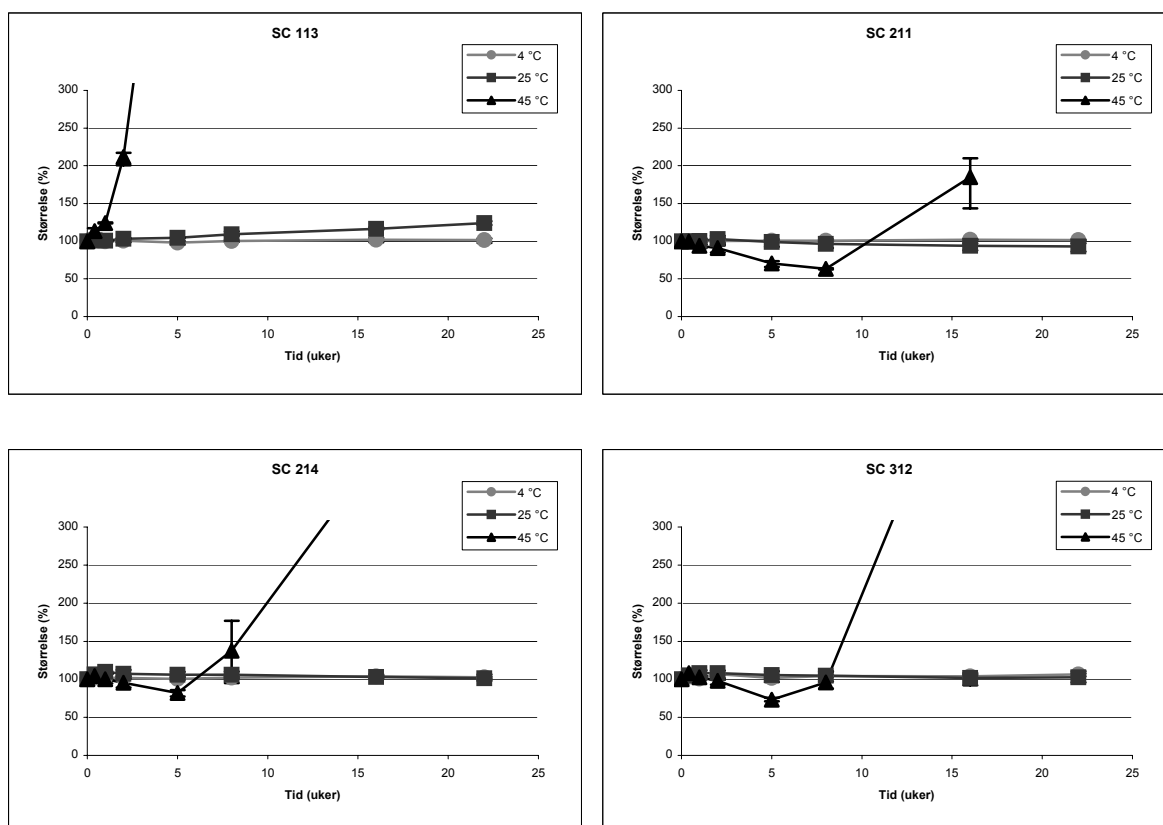 SC 113
4 °C
25 °C
45 °C
300
250
200
150
100
50
0
Størrelse (%)
0 5 10 15 20 25
Tid (uker)
SC 211
4 °C
25 °C
45 °C
300
250
200
150
100
50
0
Størrelse (%)
0 5 10 15 20 25
Tid (uker)
SC 214
4 °C
25 °C
45 °C
300
250
200
150
100
50
0
Størrelse (%)
0 5 10 15 20 25
Tid (uker)
SC 312
4 °C
25 °C
45 °C
300
250
200
150
100
50
0
Størrelse (%)
0 5 10 15 20 25
Tid (uker)